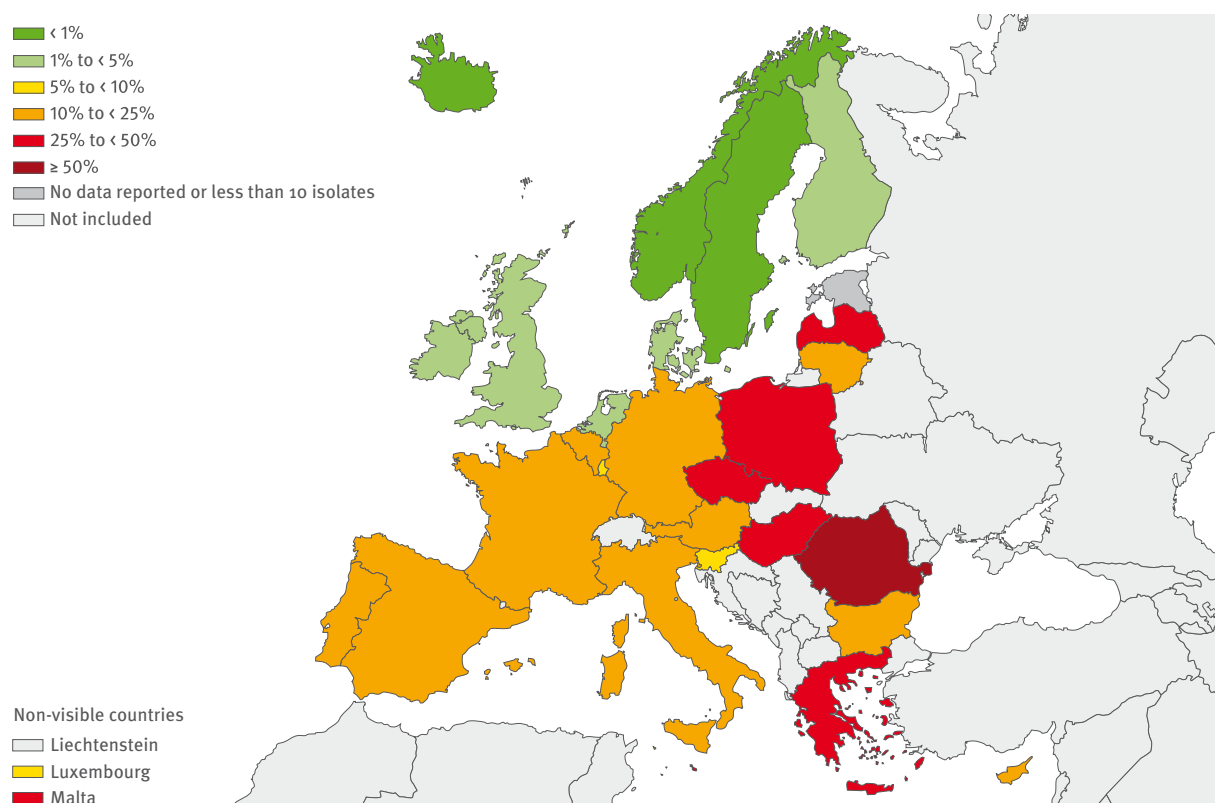 < 1%
1% to < 5%
5% to < 10%
10% to < 25%
25% to < 50%
≥ 50%
No data reported or less than 10 isolates
Not included
Non-visible countries
Liechtenstein
Luxembourg
Malta